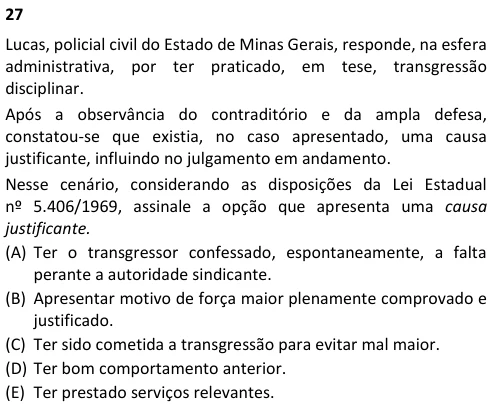 27
Lucas, policial civil do Estado de Minas Gerais, responde, na esfera
administrativa, por ter praticado, em tese, transgressão
disciplinar.
Após a observância do contraditório e da ampla defesa,
constatou-se que existia, no caso apresentado, uma causa
justificante, influindo no julgamento em andamento.
Nesse cenário, considerando as disposições da Lei Estadual
nº 5.406/1969, assinale a opção que apresenta uma causa
justificante.
(A) Ter o transgressor confessado, espontaneamente, a falta
perante a autoridade sindicante.
(B) Apresentar motivo de força maior plenamente comprovado e
justificado.
(C) Ter sido cometida a transgressão para evitar mal maior.
(D) Ter bom comportamento anterior.
(E) Ter prestado serviços relevantes.